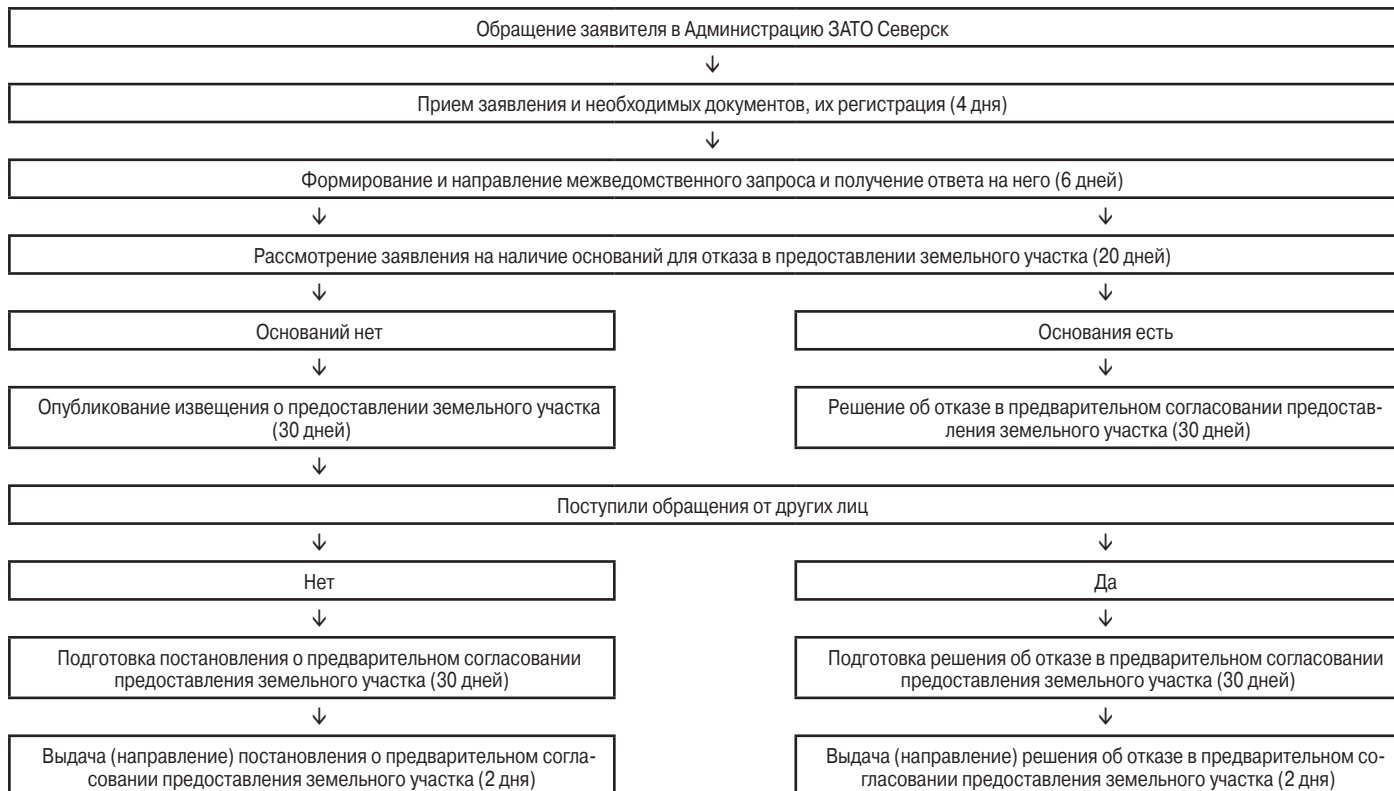 Обращение заявителя в Администрацию ЗАТО Северск
↓
Прием заявления и необходимых документов, их регистрация (4 дня)
↓
Формирование и направление межведомственного запроса и получение ответа на него (6 дней)
↓ ↓
Рассмотрение заявления на наличие оснований для отказа в предоставлении земельного участка (20 дней)
↓ ↓
Оснований нет
Основания есть
↓ ↓
Опубликование извещения о предоставлении земельного участка
(30 дней)
Решение об отказе в предварительном согласовании предостав-
ления земельного участка (30 дней)
↓
Поступили обращения от других лиц
↓ ↓
Нет
Да
↓ ↓
Подготовка постановления о предварительном согласовании
предоставления земельного участка (30 дней)
Подготовка решения об отказе в предварительном согласовании
предоставления земельного участка (30 дней)
↓ ↓
Выдача (направление) постановления о предварительном согла-
совании предоставления земельного участка (2 дня)
Выдача (направление) решения об отказе в предварительном со-
гласовании предоставления земельного участка (2 дня)